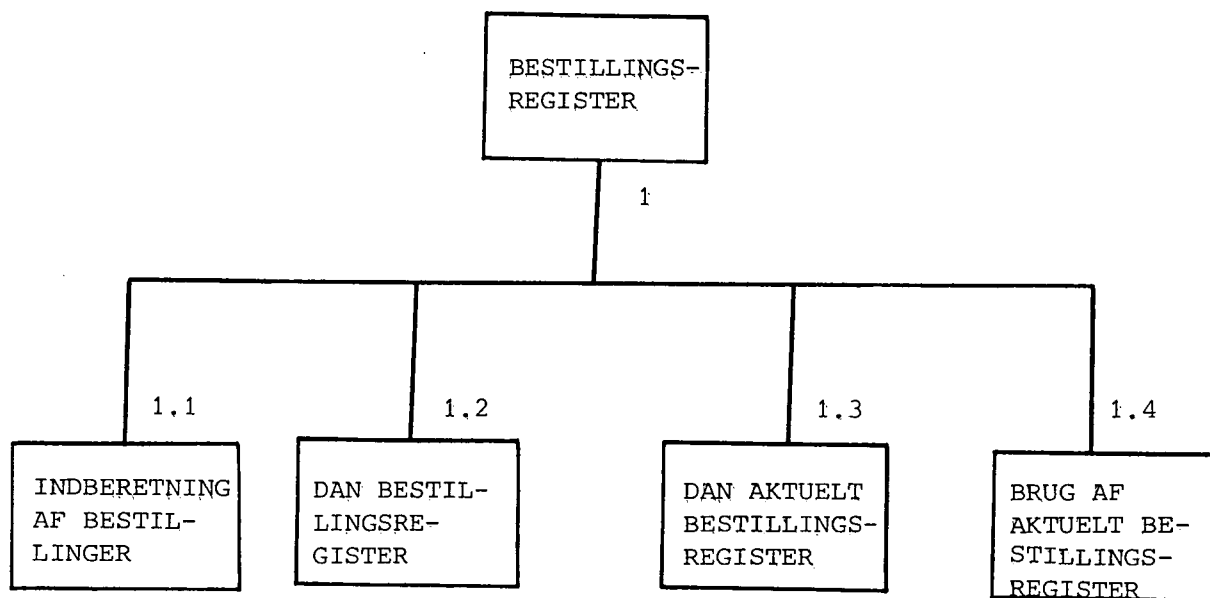 BESTILLINGS-
REGISTER
1
1.1
1.2
1.3
1.4
INDBERETNING
AF BESTIL-
LINGER
DAN BESTIL-
LINGSRE-
GISTER
DAN AKTUELT
BESTILLINGS-
REGISTER
BRUG AF
AKTUELT BE-
STILLINGS-
REGISTER